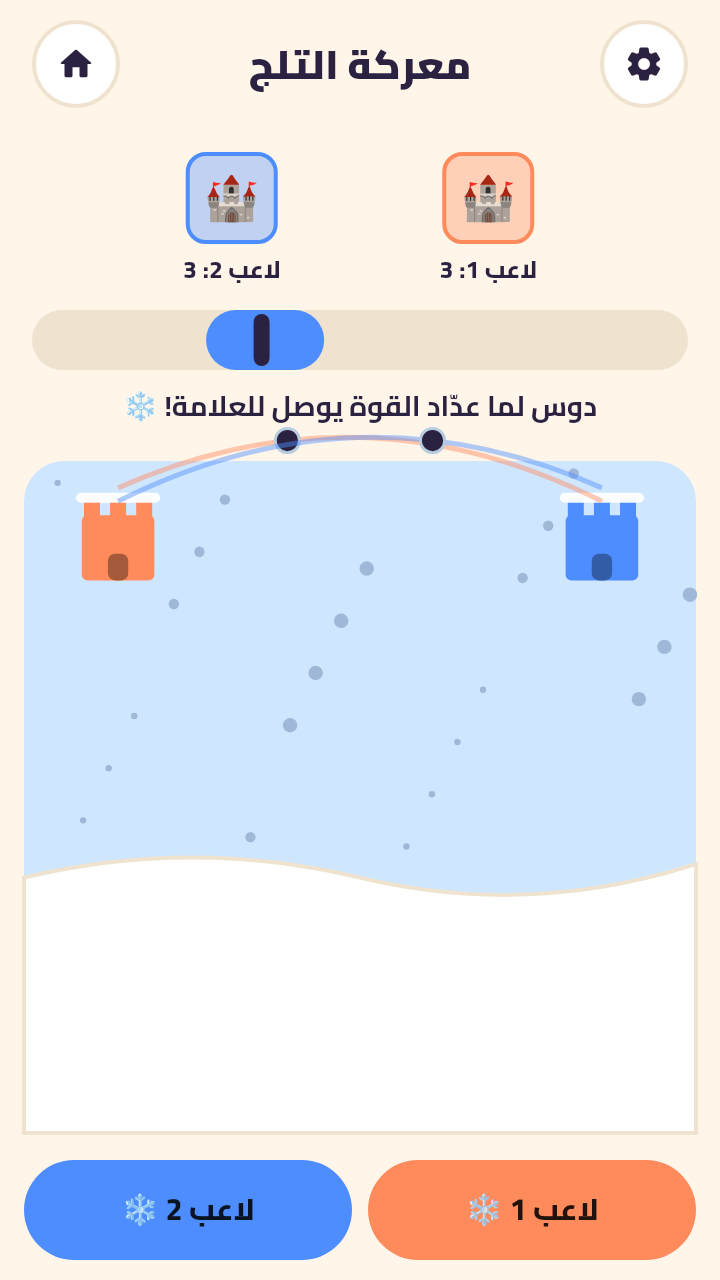 معركة التلج
لاعب 1: 3
لاعب 2: 3
دوس لما عدّاد القوة يوصل للعلامة! ❄️
لاعب 1 ❄️
لاعب 2 ❄️